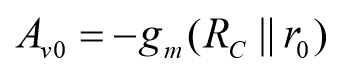 A_{v0} = -g_m(R_C || r_0)